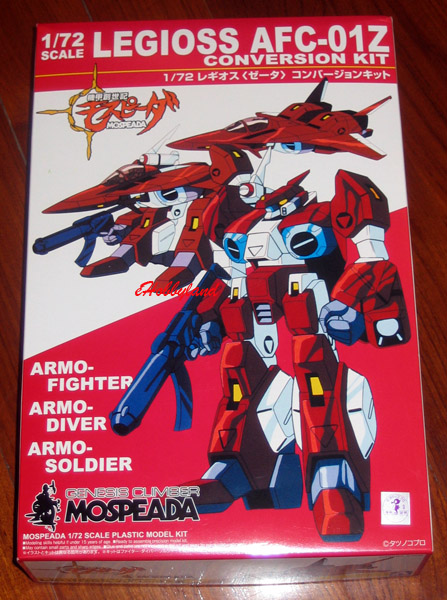 1/72
SCALE
LEGIOSS AFC-01Z
CONVERSION KIT
1/72 レギオス〈ゼータ〉 コンバージョンキット
機甲創世記
モスピーダ
MOSPEADA
eHobbyland
ARMO-
FIGHTER
ARMO-
DIVER
ARMO-
SOLDIER
GENESIS CLIMBER
MOSPEADA
MOSPEADA 1/72 SCALE PLASTIC MODEL KIT
©タツノコプロ